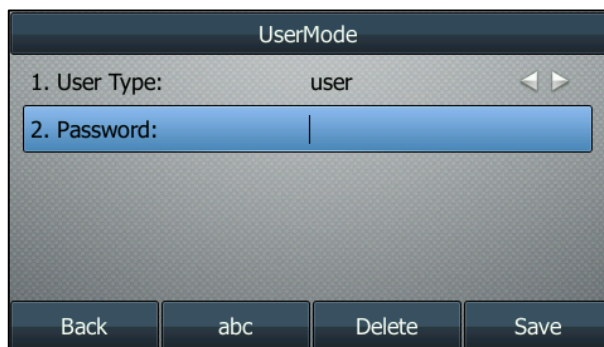 UserMode
1. User Type: user
2. Password:
Back abc Delete Save